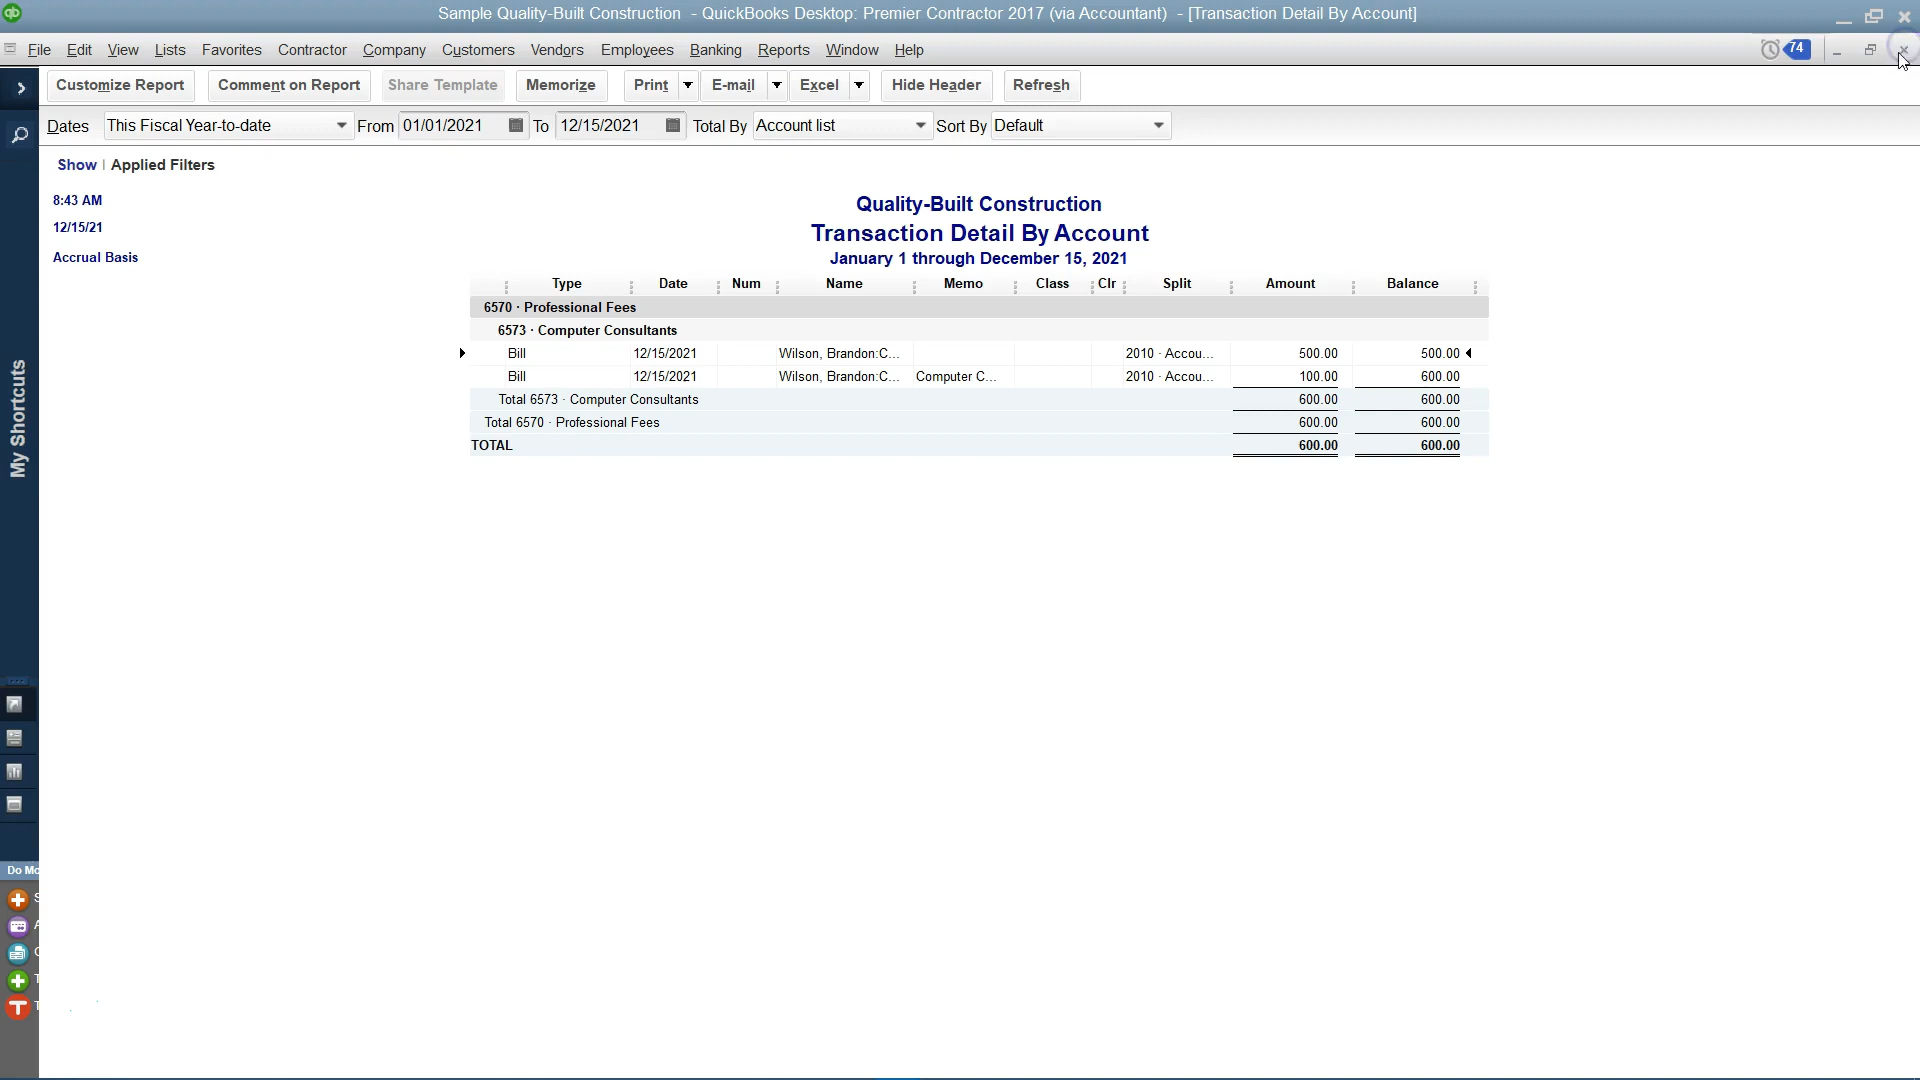 Sample Quality-Built Construction - QuickBooks Desktop: Premier Contractor 2017 (via Accountant) - [Transaction Detail By Account]
File Edit View Lists Favorites Contractor Company Customers Vendors Employees Banking Reports Window Help 74
Customize Report Comment on Report Share Template Memorize Print E-mail Excel Hide Header Refresh
Dates This Fiscal Year-to-date From 01/01/2021 To 12/15/2021 Total By Account list Sort By Default
Show | Applied Filters
8:43 AM
12/15/21
Accrual Basis
Quality-Built Construction
Transaction Detail By Account
January 1 through December 15, 2021
Type Date Num Name Memo Class Clr Split Amount Balance
6570 · Professional Fees
6573 · Computer Consultants
Bill 12/15/2021 Wilson, Brandon:C... 2010 · Accou... 500.00 500.00
Bill 12/15/2021 Wilson, Brandon:C... Computer C... 2010 · Accou... 100.00 600.00
Total 6573 · Computer Consultants 600.00 600.00
Total 6570 · Professional Fees 600.00 600.00
TOTAL 600.00 600.00
My Shortcuts
Do Mo